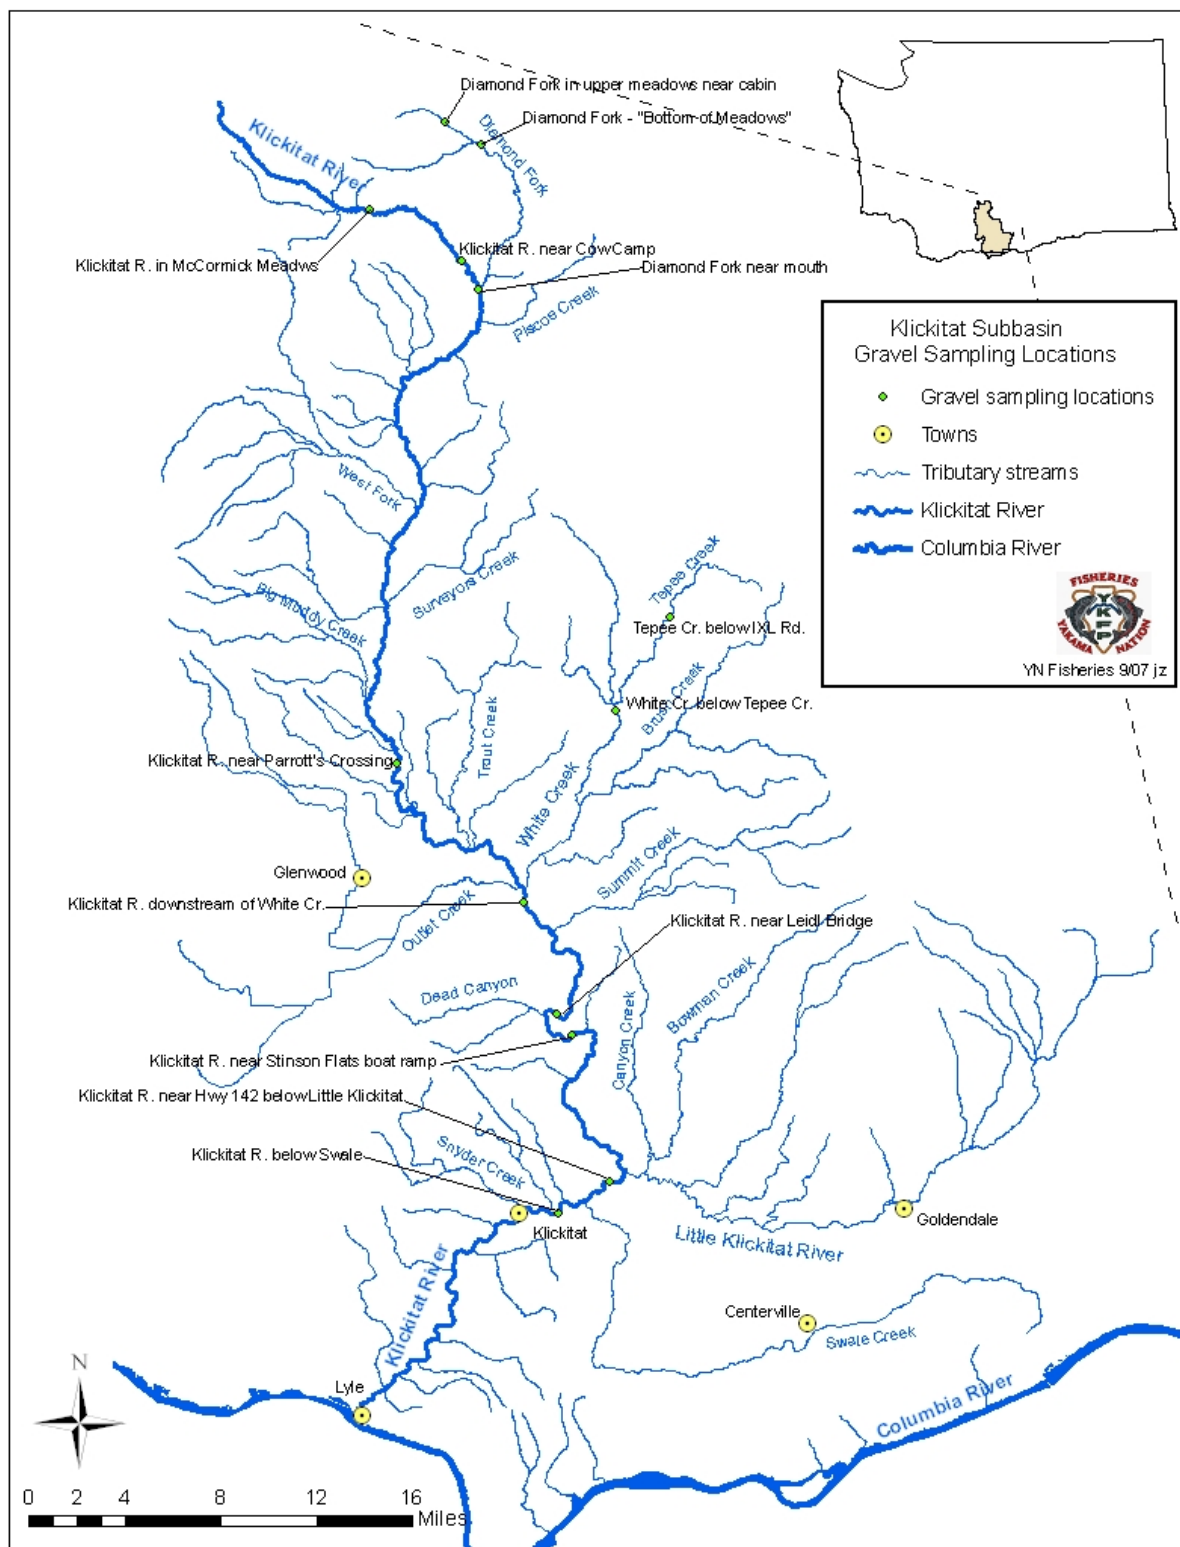 Diamond Fork in upper meadows near cabin
Diamond Fork - "Bottom of Meadows"
Diamond Fork
Klickitat River
Klickitat R. near Cow Camp
Klickitat R. in McCormick Meadws
Diamond Fork near mouth
Piscoe Creek
Klickitat Subbasin
Gravel Sampling Locations
Gravel sampling locations
Towns
Tributary streams
Klickitat River
Columbia River
FISHERIES
YKFP
YAKAMA NATION
YN Fisheries 9/07 jz
West Fork
Surveyors Creek
Big Muddy Creek
Tepee Creek
Tepee Cr. below IXL Rd.
White Cr. below Tepee Cr.
Brush Creek
Trout Creek
Klickitat R. near Parrott's Crossing
White Creek
Summit Creek
Glenwood
Klickitat R. downstream of White Cr.
Outlet Creek
Klickitat R. near Leidl Bridge
Dead Canyon
Bowman Creek
Canyon Creek
Klickitat R. near Stinson Flats boat ramp
Klickitat R. near Hwy 142 below Little Klickitat
Snyder Creek
Klickitat R. below Swale
Klickitat
Goldendale
Little Klickitat River
Klickitat River
Centerville
Swale Creek
Columbia River
Lyle
N
0 2 4 8 12 16
Miles